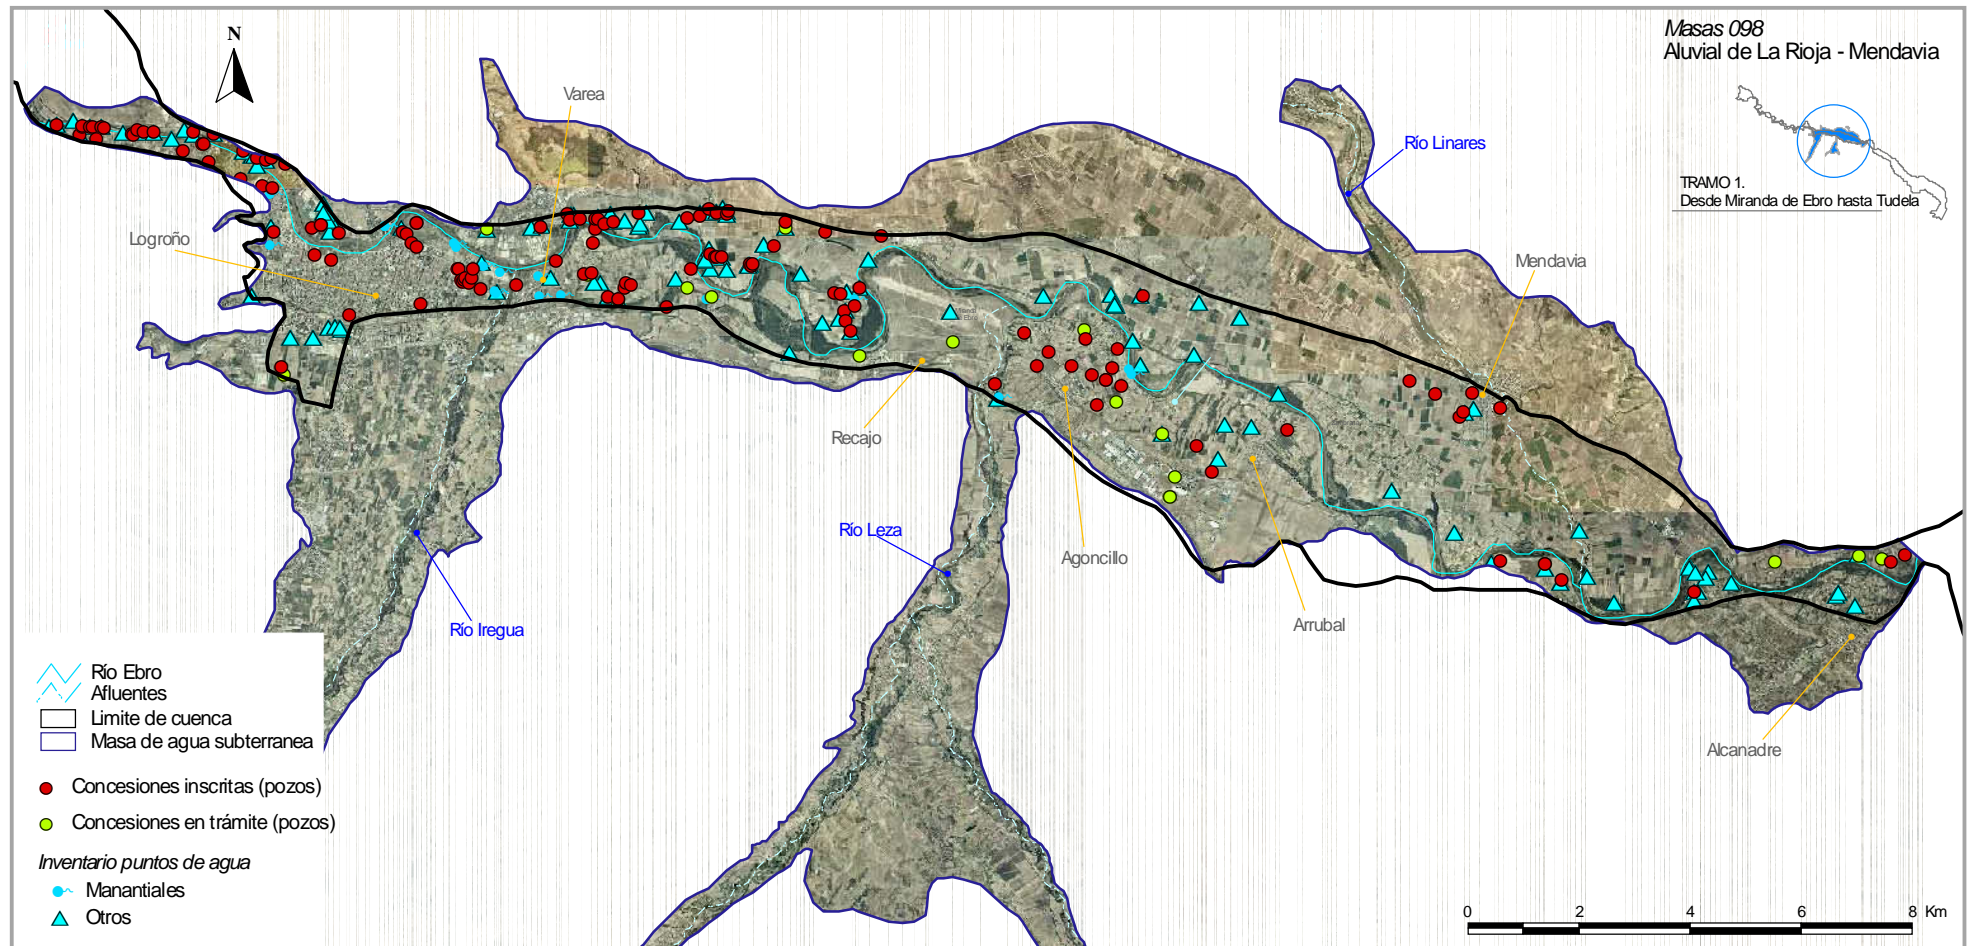 Masas 098
Aluvial de La Rioja - Mendavia
N
Varea
Río Linares
TRAMO 1.
Desde Miranda de Ebro hasta Tudela
Logroño
Mendavia
Recajo
Río Leza
Agoncillo
Río Iregua
Arrubal
Alcanadre
Río Ebro
Afluentes
Limite de cuenca
Masa de agua subterranea
Concesiones inscritas (pozos)
Concesiones en trámite (pozos)
Inventario puntos de agua
Manantiales
Otros
0 2 4 6 8 Km